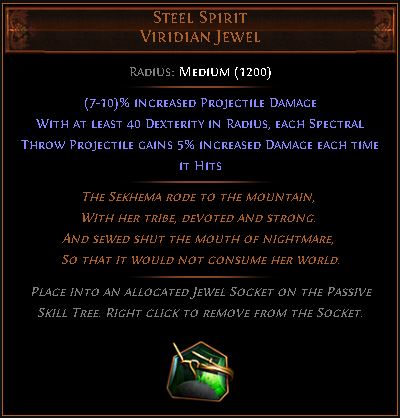 Steel Spirit
Viridian Jewel
Radius: Medium (1200)
(7-10)% increased Projectile Damage
With at least 40 Dexterity in Radius, each Spectral
Throw Projectile gains 5% increased Damage each time
it Hits
The Sekhema rode to the mountain,
With her tribe, devoted and strong.
And sewed shut the mouth of nightmare,
So that it would not consume her world.
Place into an allocated Jewel Socket on the Passive
Skill Tree. Right click to remove from the Socket.